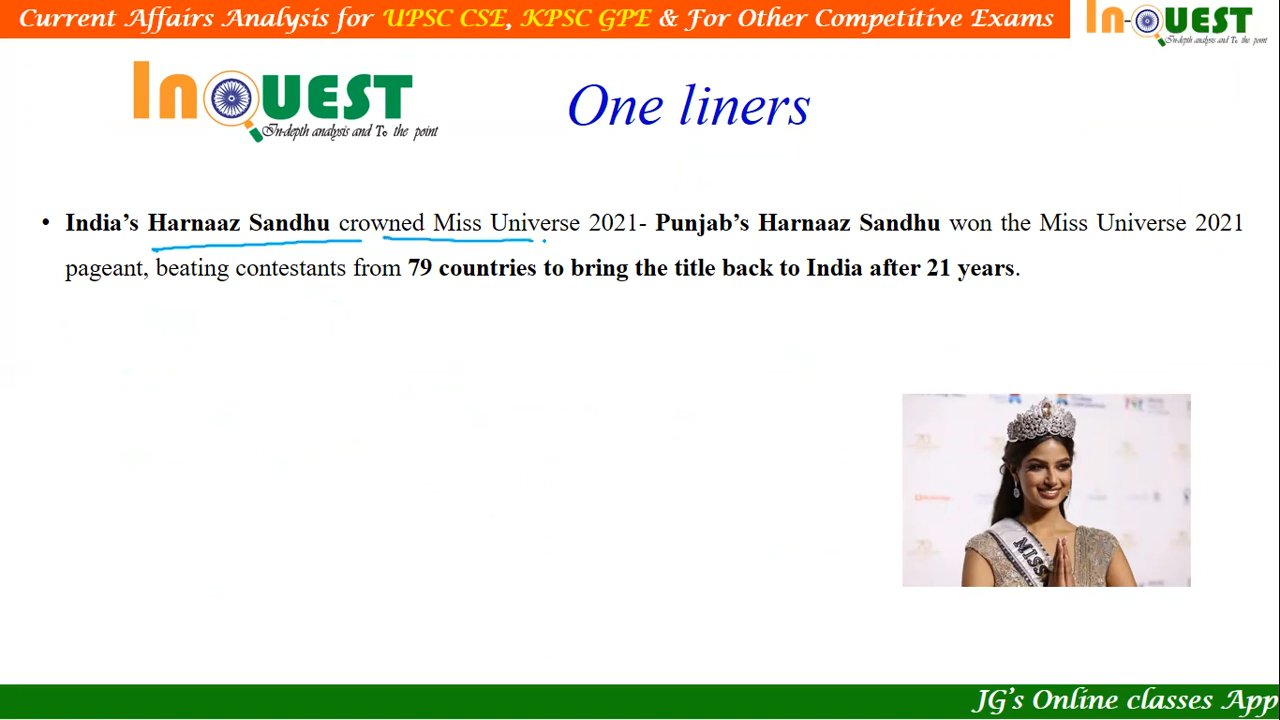 Current Affairs Analysis for UPSC CSE, KPSC GPE & For Other Competitive Exams
In-QUEST
In-depth analysis and To the point
InQUEST
In-depth analysis and To the point
One liners
• India's Harnaaz Sandhu crowned Miss Universe 2021- Punjab's Harnaaz Sandhu won the Miss Universe 2021
pageant, beating contestants from 79 countries to bring the title back to India after 21 years.
MISS
JG's Online classes App